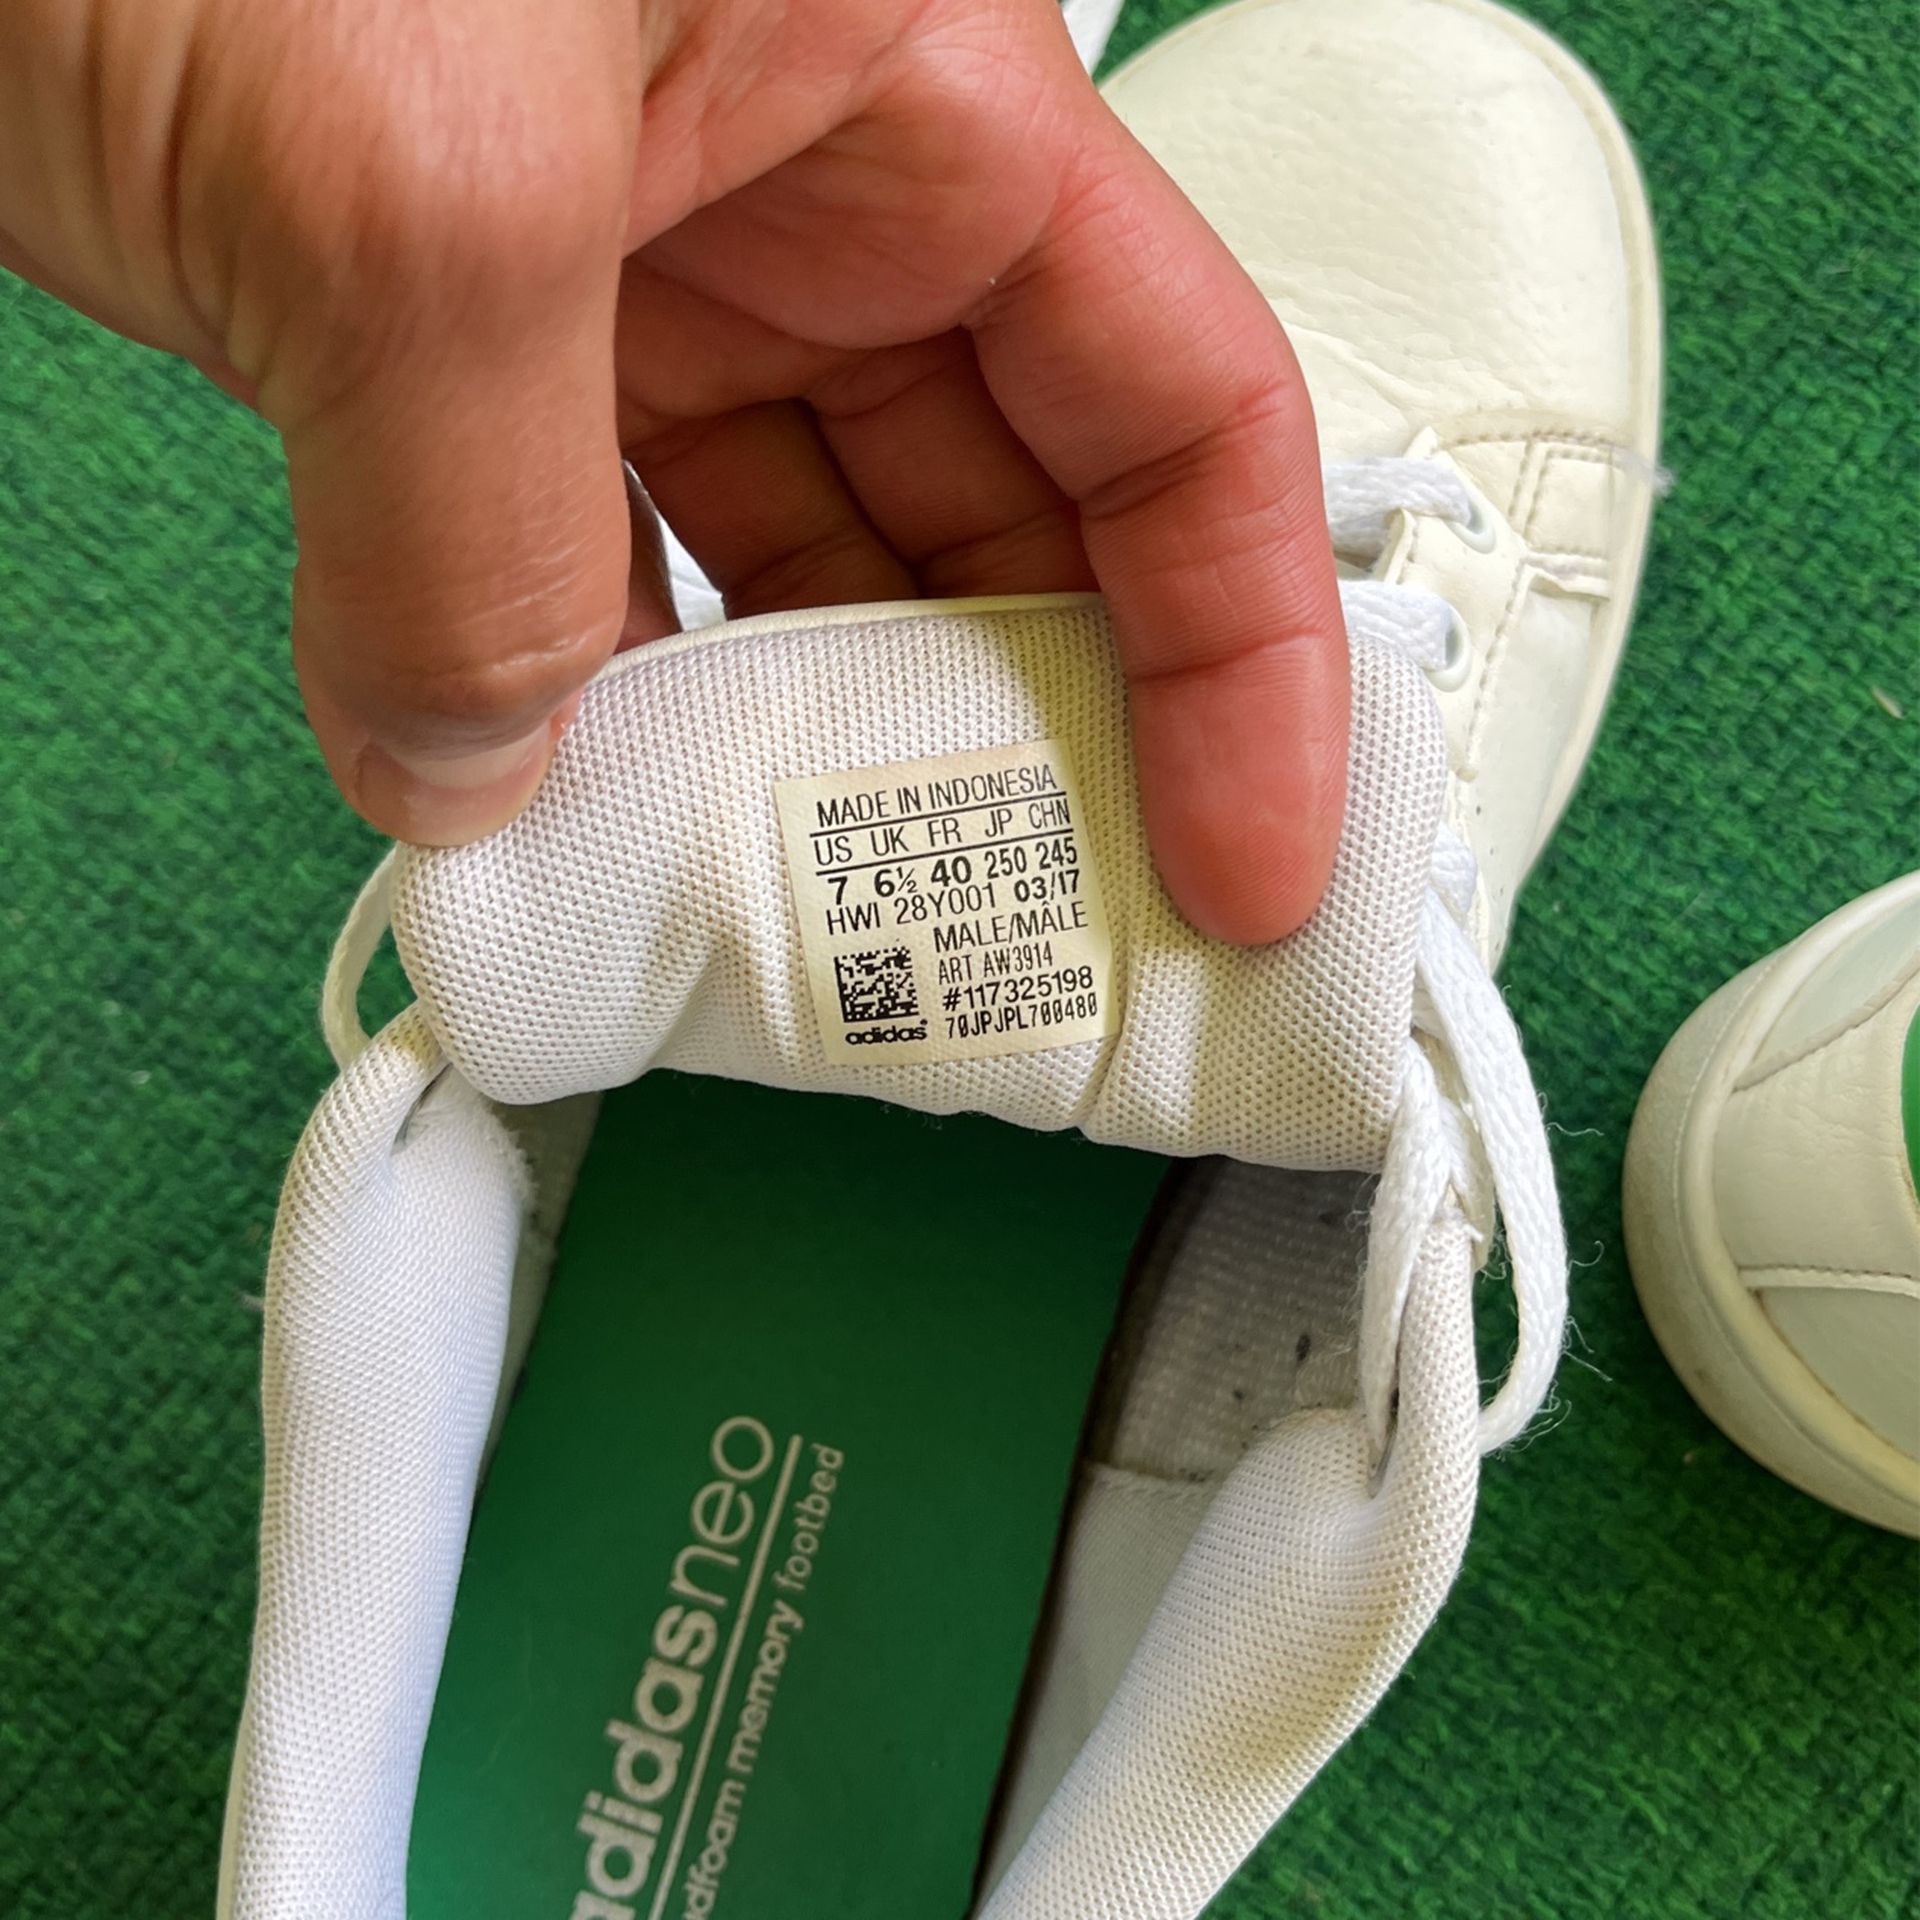 MADE IN INDONESIA
US UK FR JP CHN
7 6½ 40 250 245
HWI 28Y001 03/17
MALE/MÂLE
ART AW3914
#117325198
70JPJPL700480
adidas®
adidasneo
memory footbed